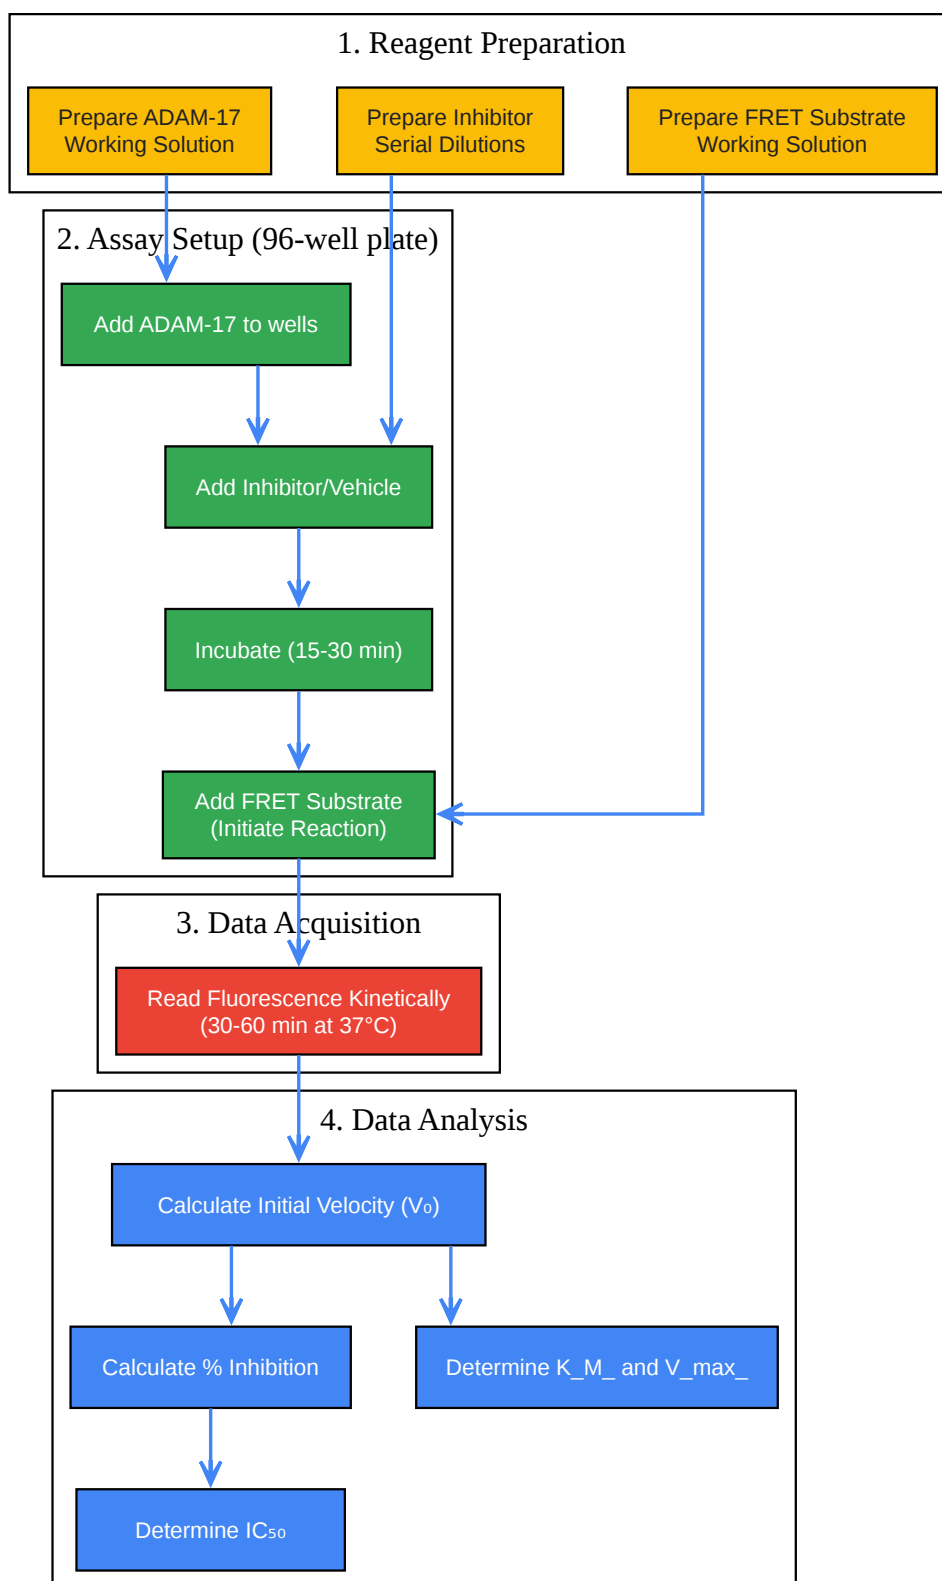 1. Reagent Preparation
Prepare ADAM-17
Working Solution
Prepare Inhibitor
Serial Dilutions
Prepare FRET Substrate
Working Solution
2. Assay Setup (96-well plate)
Add ADAM-17 to wells
Add Inhibitor/Vehicle
Incubate (15-30 min)
Add FRET Substrate
(Initiate Reaction)
3. Data Acquisition
Read Fluorescence Kinetically
(30-60 min at 37°C)
4. Data Analysis
Calculate Initial Velocity (V₀)
Calculate % Inhibition
Determine K_M_ and V_max_
Determine IC₅₀